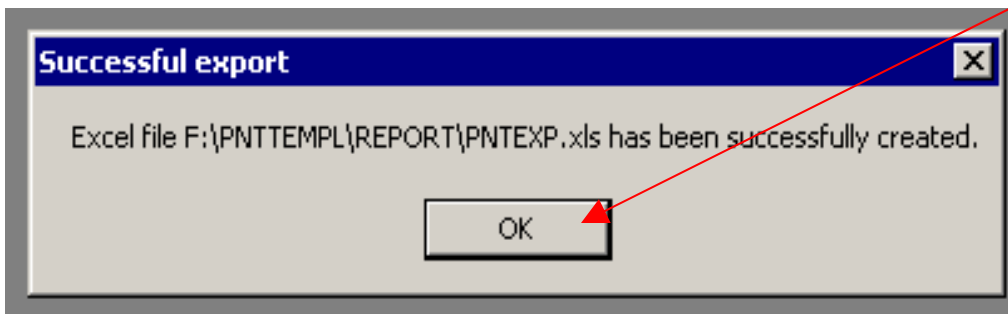 Successful export
Excel file F:\PNTTEMPL\REPORT\PNTEXP.xls has been successfully created.
OK